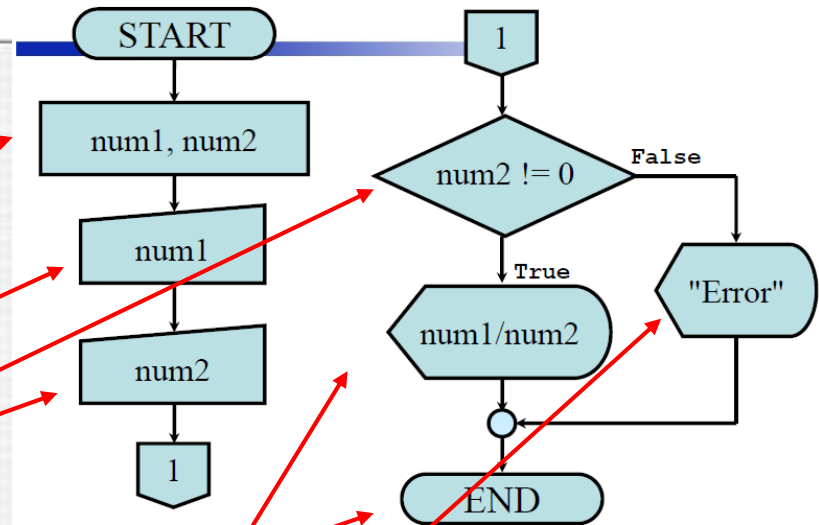 START
num1, num2
num1
num2
1
1
num2 != 0
False
True
num1/num2
"Error"
END